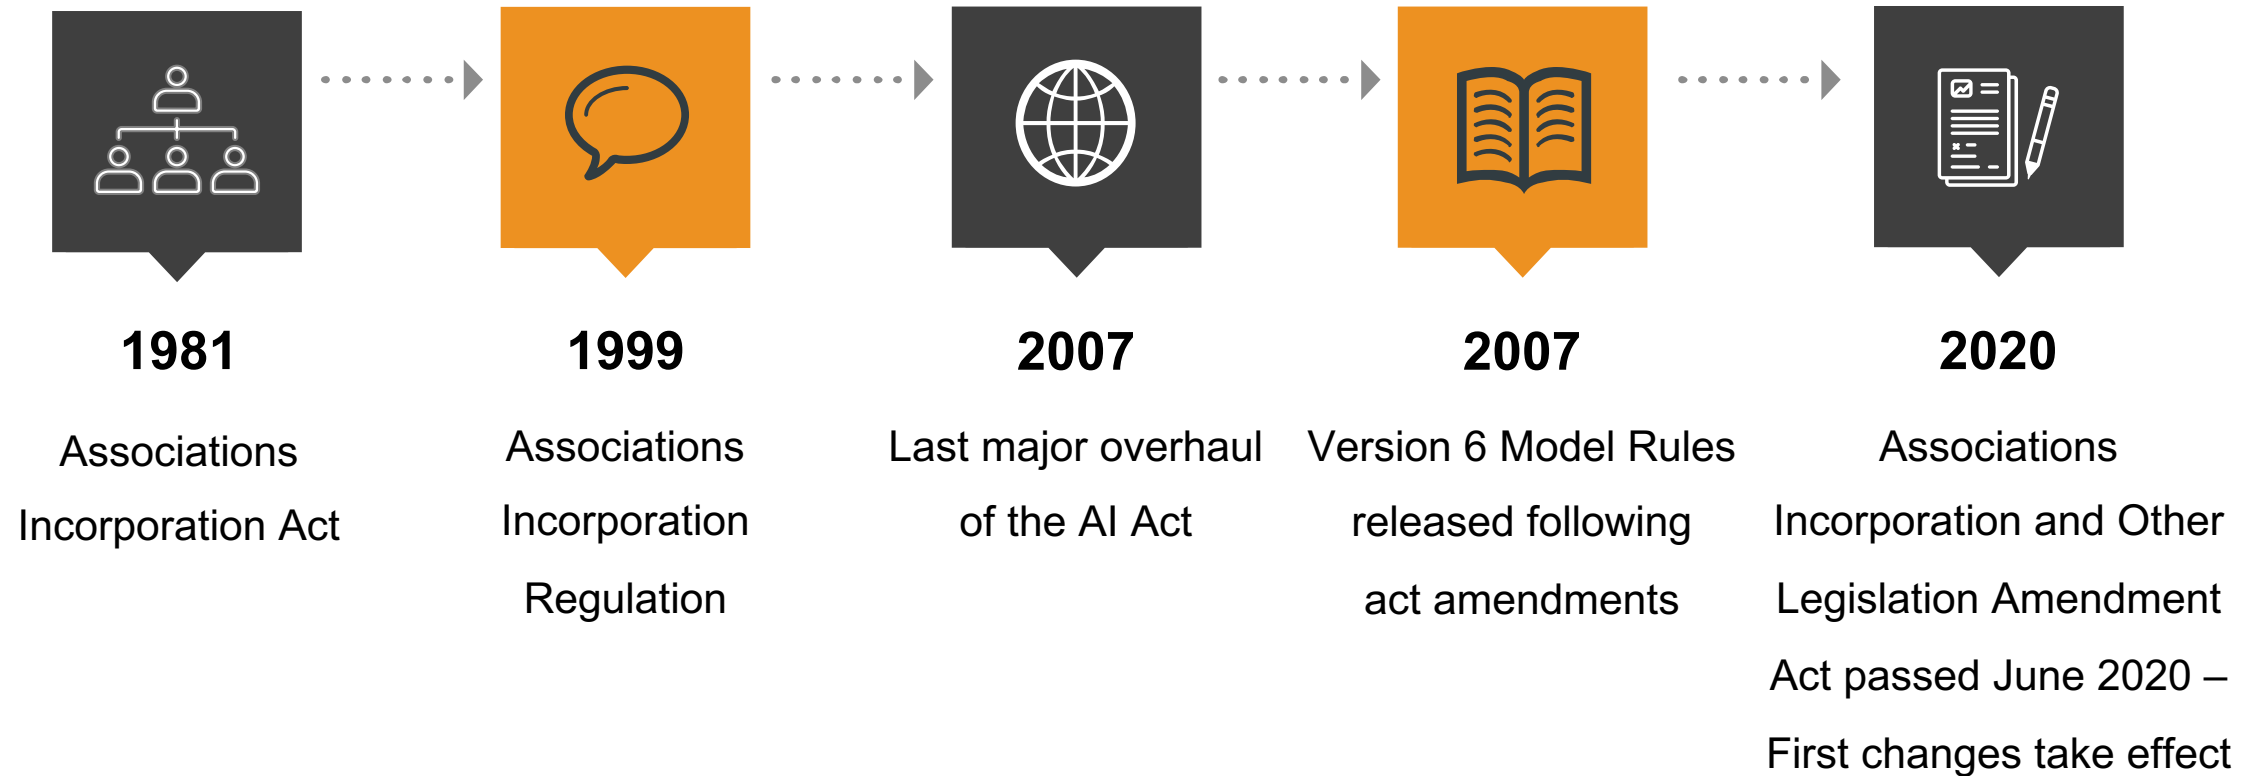 1981
Associations
Incorporation Act
1999
Associations
Incorporation
Regulation
2007
Last major overhaul
of the AI Act
2007
Version 6 Model Rules
released following
act amendments
2020
Associations
Incorporation and Other
Legislation Amendment
Act passed June 2020 –
First changes take effect